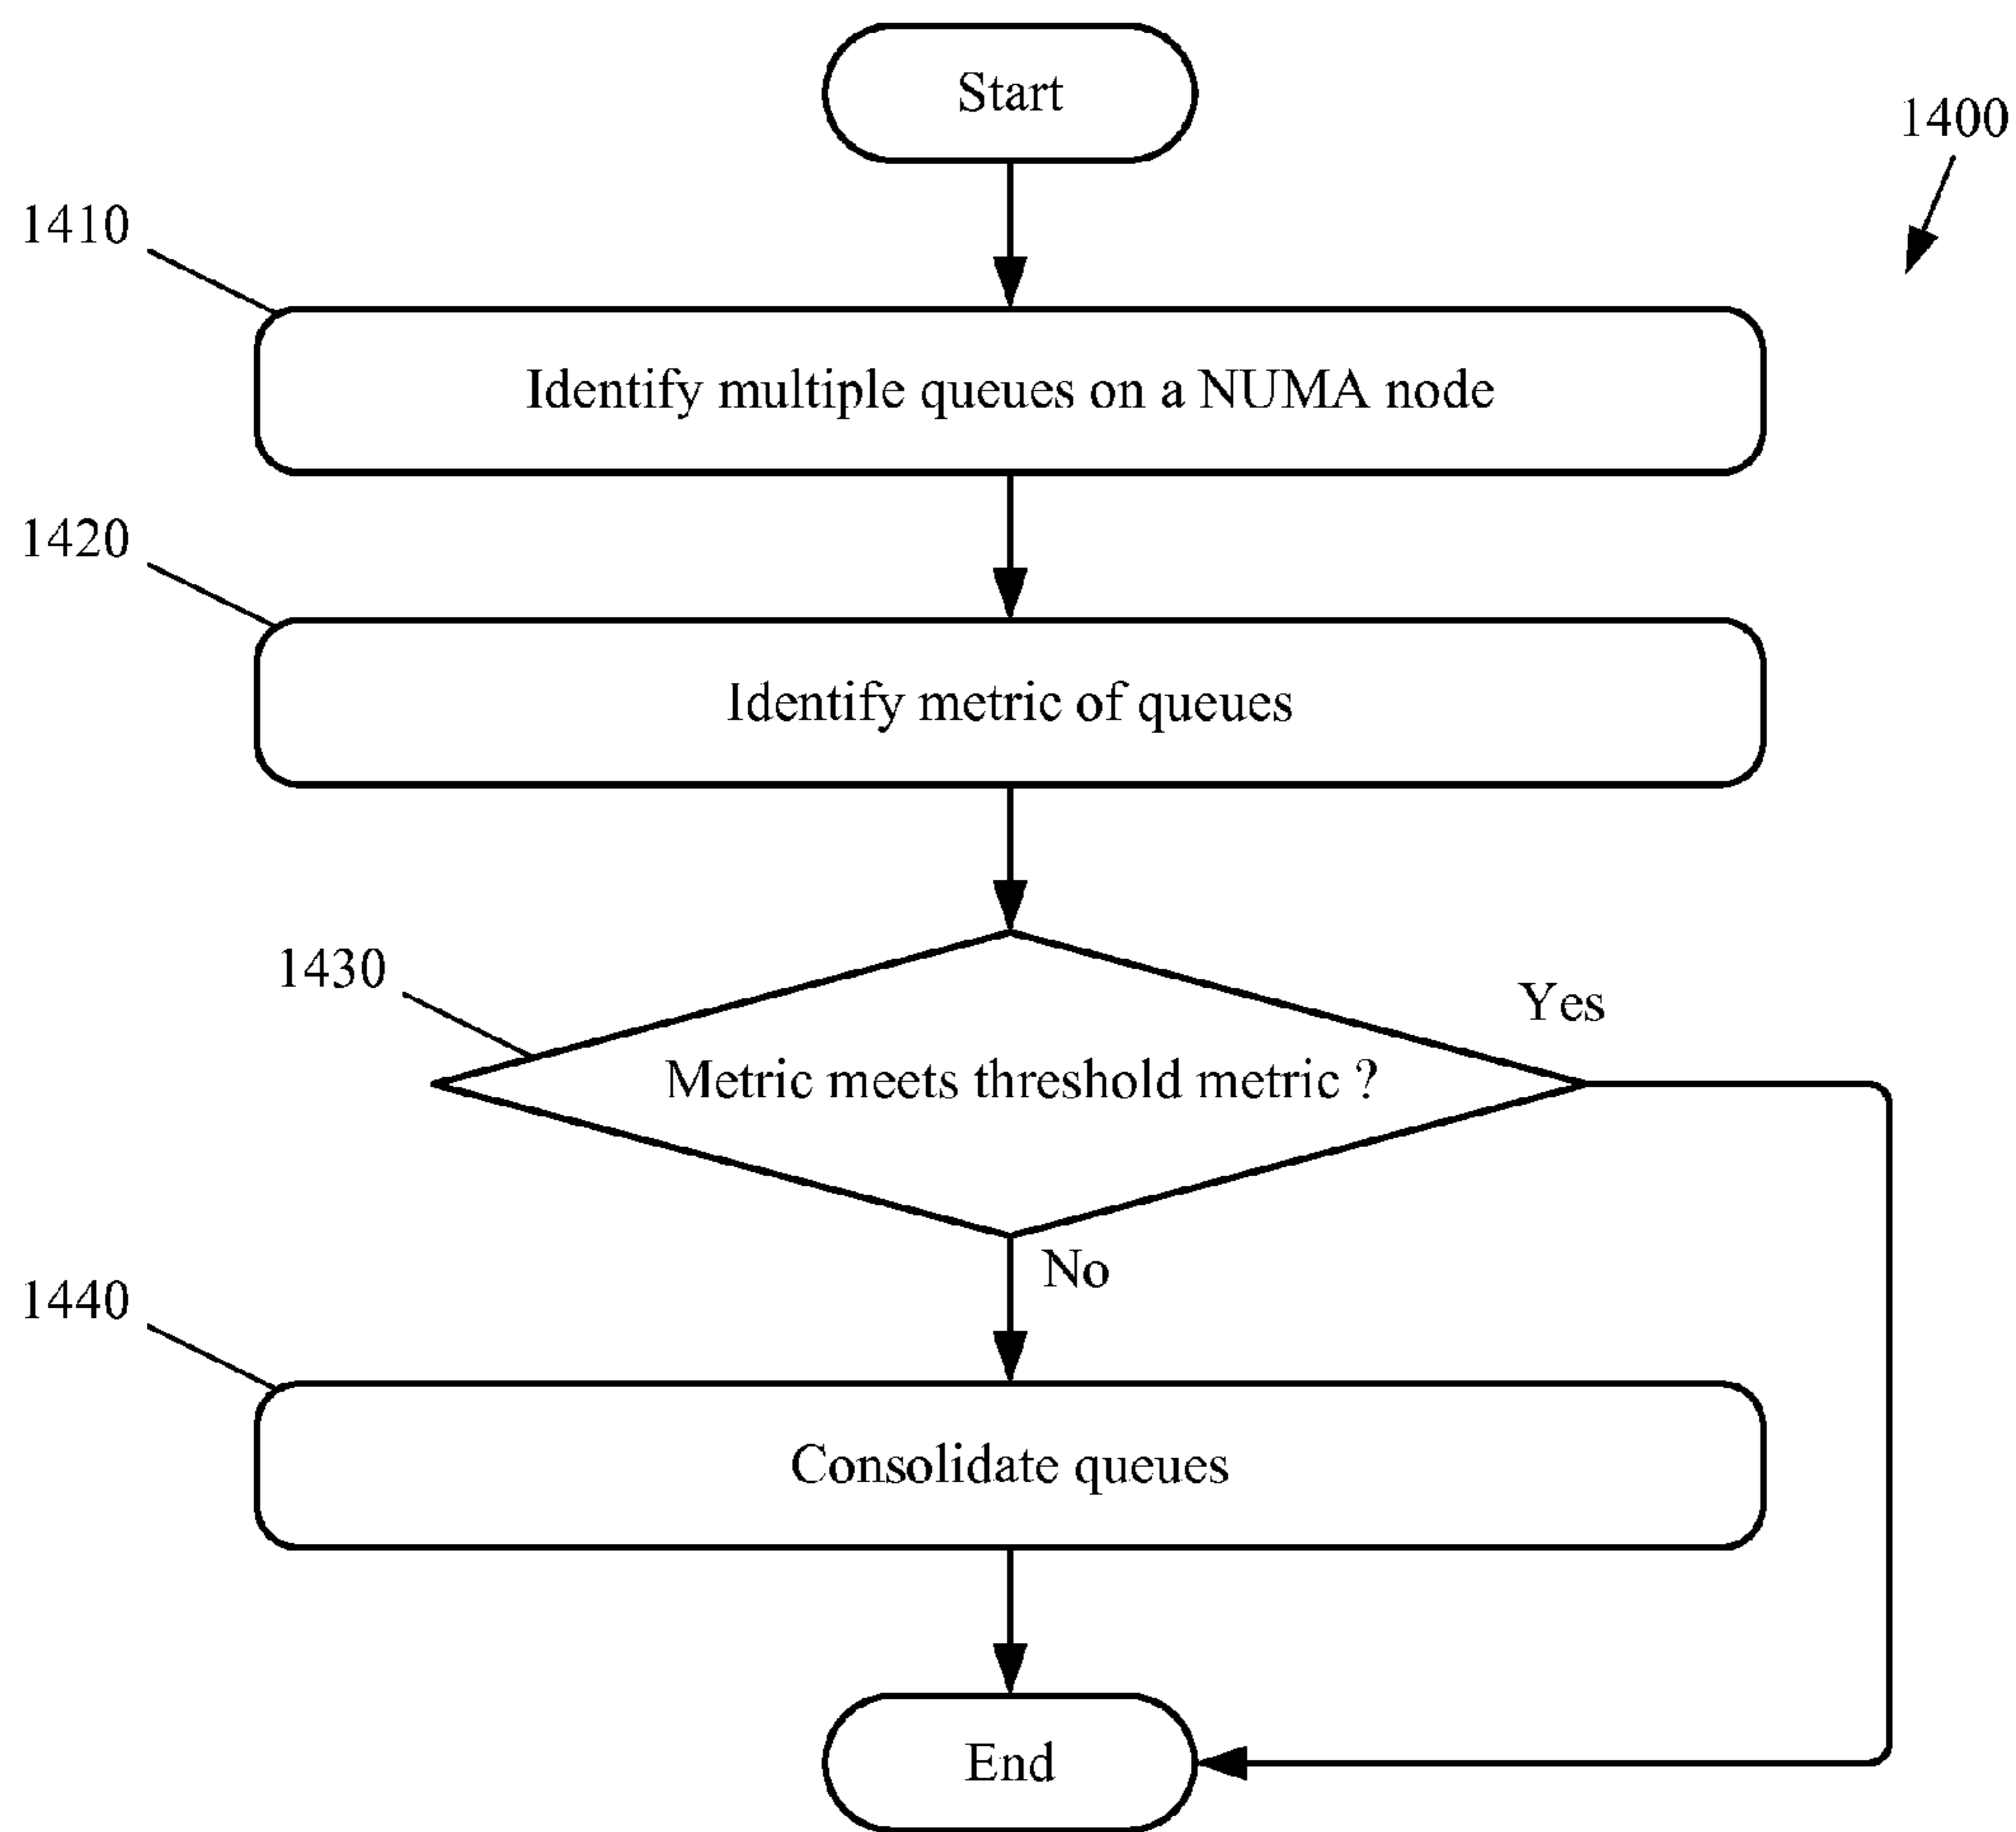 Start
1400
1410
Identify multiple queues on a NUMA node
1420
Identify metric of queues
1430
Yes
Metric meets threshold metric ?
No
1440
Consolidate queues
End